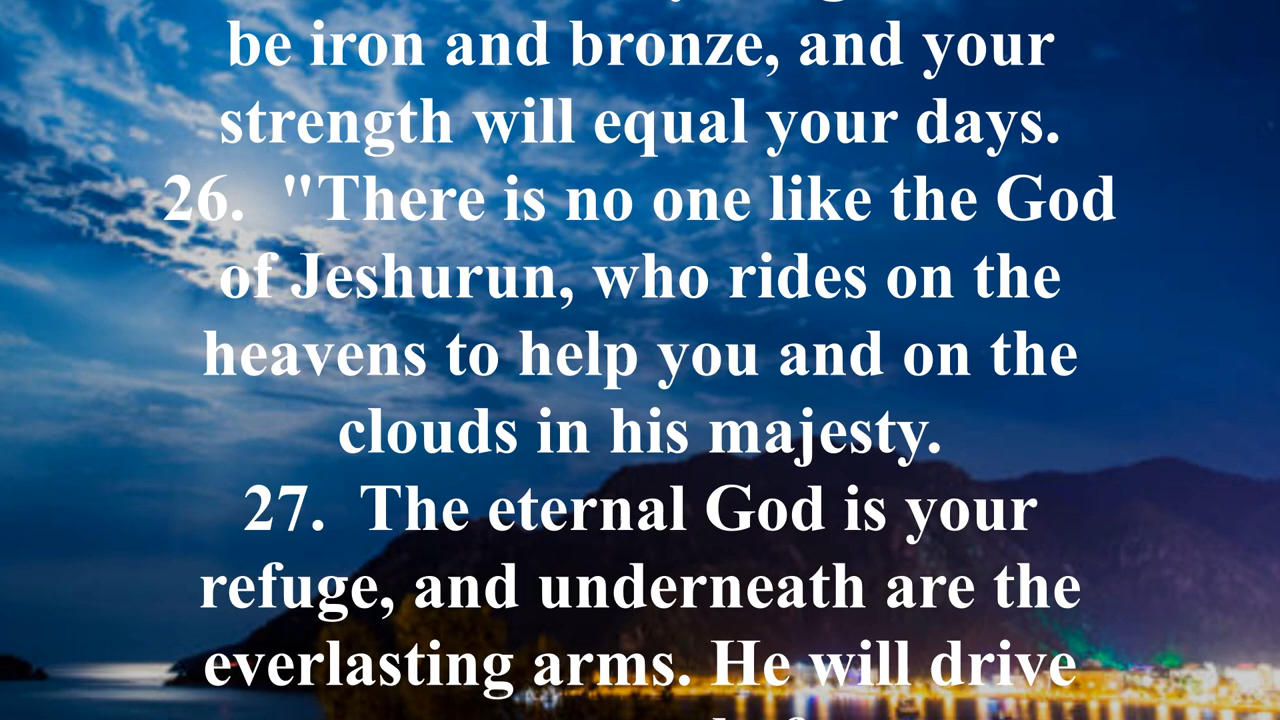 be iron and bronze, and your
strength will equal your days.
26.  "There is no one like the God
of Jeshurun, who rides on the
heavens to help you and on the
clouds in his majesty.
27.  The eternal God is your
refuge, and underneath are the
everlasting arms. He will drive